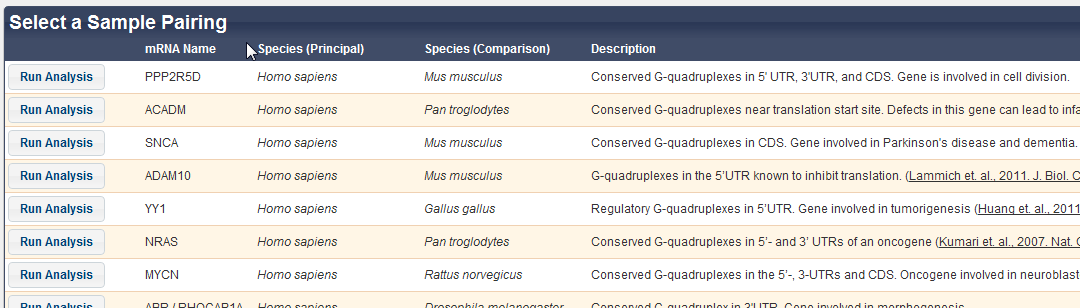 Select a Sample Pairing
mRNA Name Species (Principal) Species (Comparison) Description
Run Analysis PPP2R5D Homo sapiens Mus musculus Conserved G-quadruplexes in 5' UTR, 3'UTR, and CDS. Gene is involved in cell division.
Run Analysis ACADM Homo sapiens Pan troglodytes Conserved G-quadruplexes near translation start site. Defects in this gene can lead to infa
Run Analysis SNCA Homo sapiens Mus musculus Conserved G-quadruplexes in CDS. Gene involved in Parkinson's disease and dementia.
Run Analysis ADAM10 Homo sapiens Mus musculus G-quadruplexes in the 5'UTR known to inhibit translation. (Lammich et. al., 2011. J. Biol. C
Run Analysis YY1 Homo sapiens Gallus gallus Regulatory G-quadruplexes in 5'UTR. Gene involved in tumorigenesis (Huang et. al., 2011
Run Analysis NRAS Homo sapiens Pan troglodytes Conserved G-quadruplexes in 5'- and 3' UTRs of an oncogene (Kumari et. al., 2007. Nat. C
Run Analysis MYCN Homo sapiens Rattus norvegicus Conserved G-quadruplexes in the 5'-, 3-UTRs and CDS. Oncogene involved in neuroblast
Run Analysis Homo sapiens Drosophila melanogaster Conserved G-quadruplex in 3'UTR. Gene involved in morphogenesis.